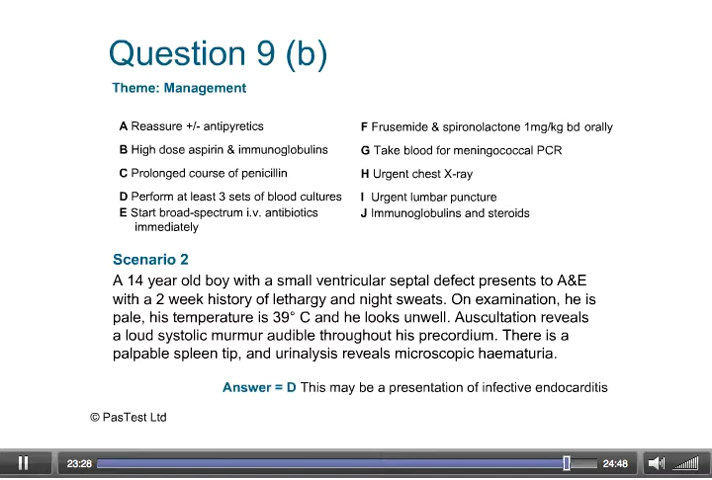 Question 9 (b)
Theme: Management
A Reassure +/- antipyretics
B High dose aspirin & immunoglobulins
C Prolonged course of penicillin
D Perform at least 3 sets of blood cultures
E Start broad-spectrum i.v. antibiotics
immediately
F Frusemide & spironolactone 1mg/kg bd orally
G Take blood for meningococcal PCR
H Urgent chest X-ray
I Urgent lumbar puncture
J Immunoglobulins and steroids
Scenario 2
A 14 year old boy with a small ventricular septal defect presents to A&E
with a 2 week history of lethargy and night sweats. On examination, he is
pale, his temperature is 39° C and he looks unwell. Auscultation reveals
a loud systolic murmur audible throughout his precordium. There is a
palpable spleen tip, and urinalysis reveals microscopic haematuria.
Answer = D This may be a presentation of infective endocarditis
© PasTest Ltd
23:28
24:48